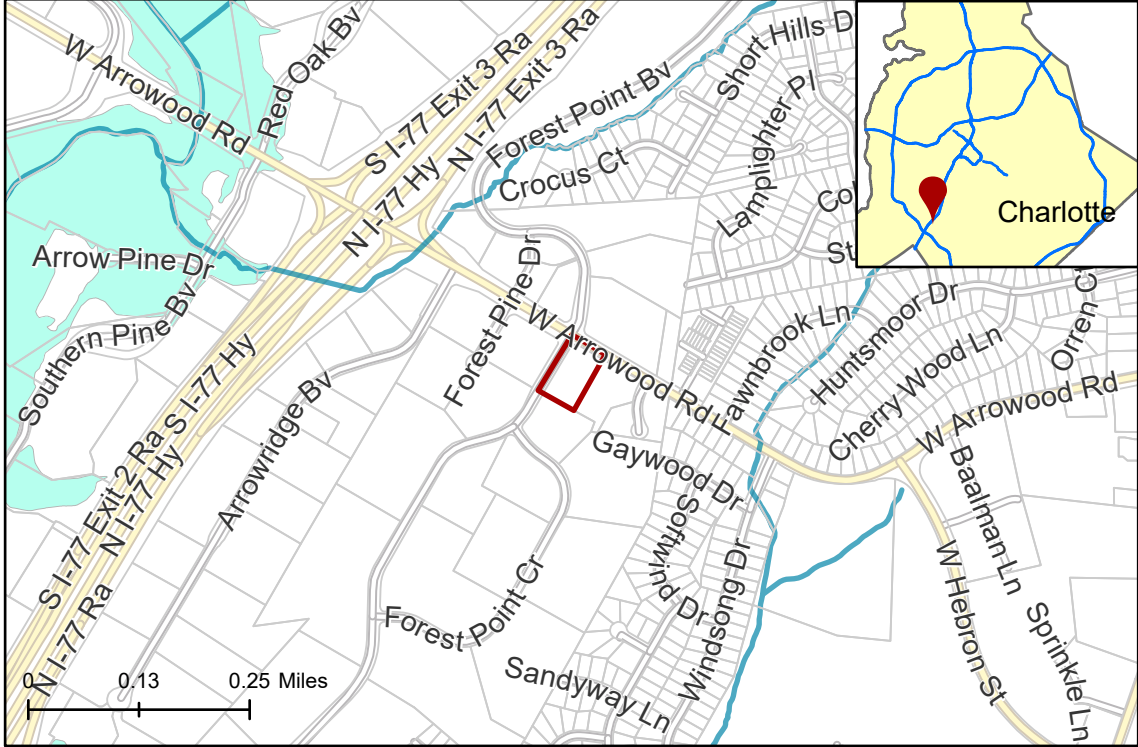 W Arrowood Rd
Red Oak Bv
S I-77 Exit 3 Ra
N I-77 Exit 3 Ra
N I-77 Hy
Forest Point Bv
Short Hills D
Lamplighter Pl
Crocus Ct
Col
St
Charlotte
Arrow Pine Dr
Southern Pine Bv
Forest Pine Dr
W Arrowood Rd
Fawnbrook Ln
Huntsmoor Dr
Cherry Wood Ln
Orren Ct
W Arrowood Rd
S I-77 Hy
Arrowridge Bv
S I-77 Exit 2 Ra
N I-77 Hy
N I-77 Ra
Gaywood Dr
Softwind Dr
Windsong Dr
Baalman Ln
W Hebron St
Sprinkle Ln
Forest Point Cr
Sandyway Ln
0 0.13 0.25 Miles